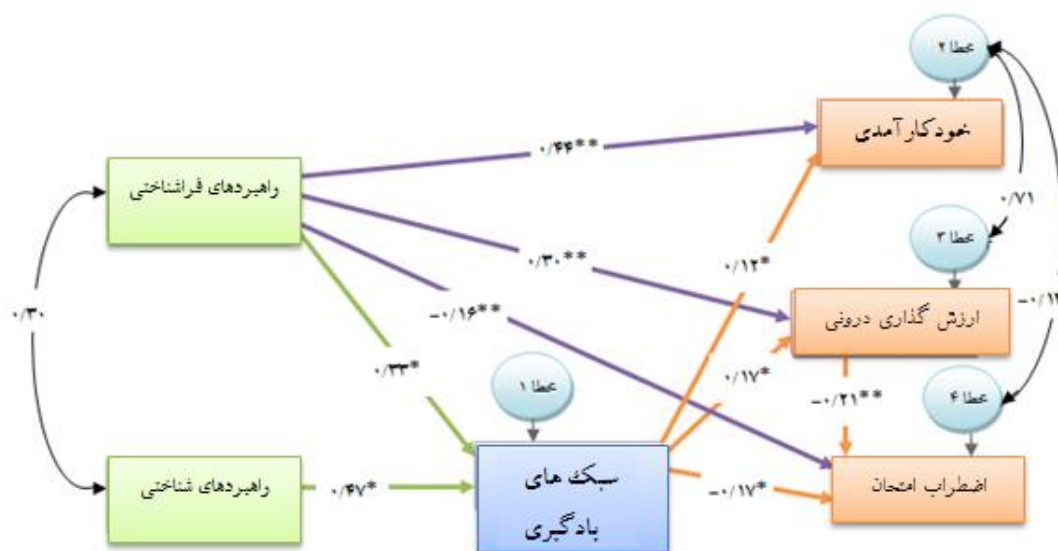 خطا ۲
خودکارآمدی
۰/۴۴**
راهبردهای فراشناختی
۰/۷۱
خطا ۳
۰/۱۲*
۰/۳۰**
ارزش گذاری درونی
۰/۳۰
-۰/۱۶**
۰/۳۳*
خطا ۱
۰/۱۷*
-۰/۲۱**
خطا ۴
راهبردهای شناختی
۰/۴۷*
سبک های
یادگیری
-۰/۱۷*
اضطراب امتحان